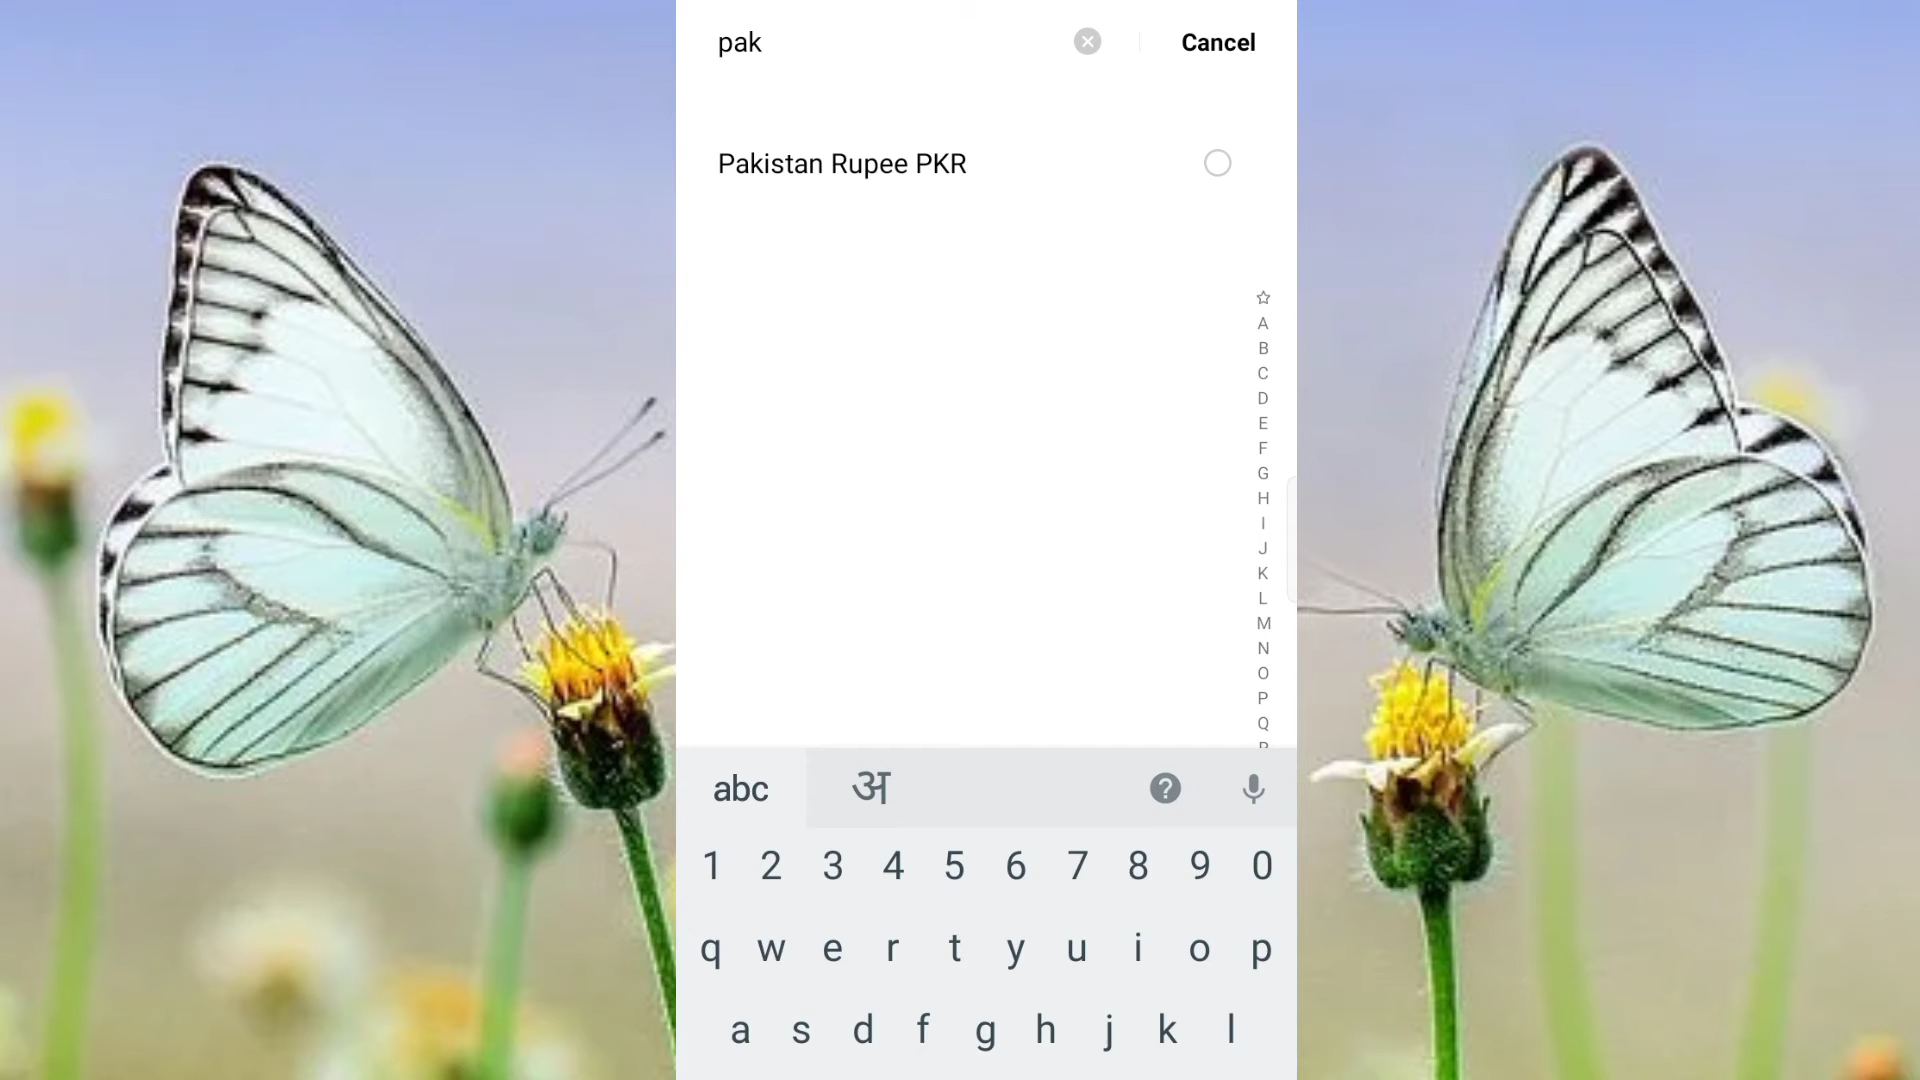 pak
Cancel
Pakistan Rupee PKR
A
B
C
D
E
F
G
H
I
J
K
L
M
N
O
P
Q
abc अ ?
1 2 3 4 5 6 7 8 9 0
q w e r t y u i o p
a s d f g h j k l